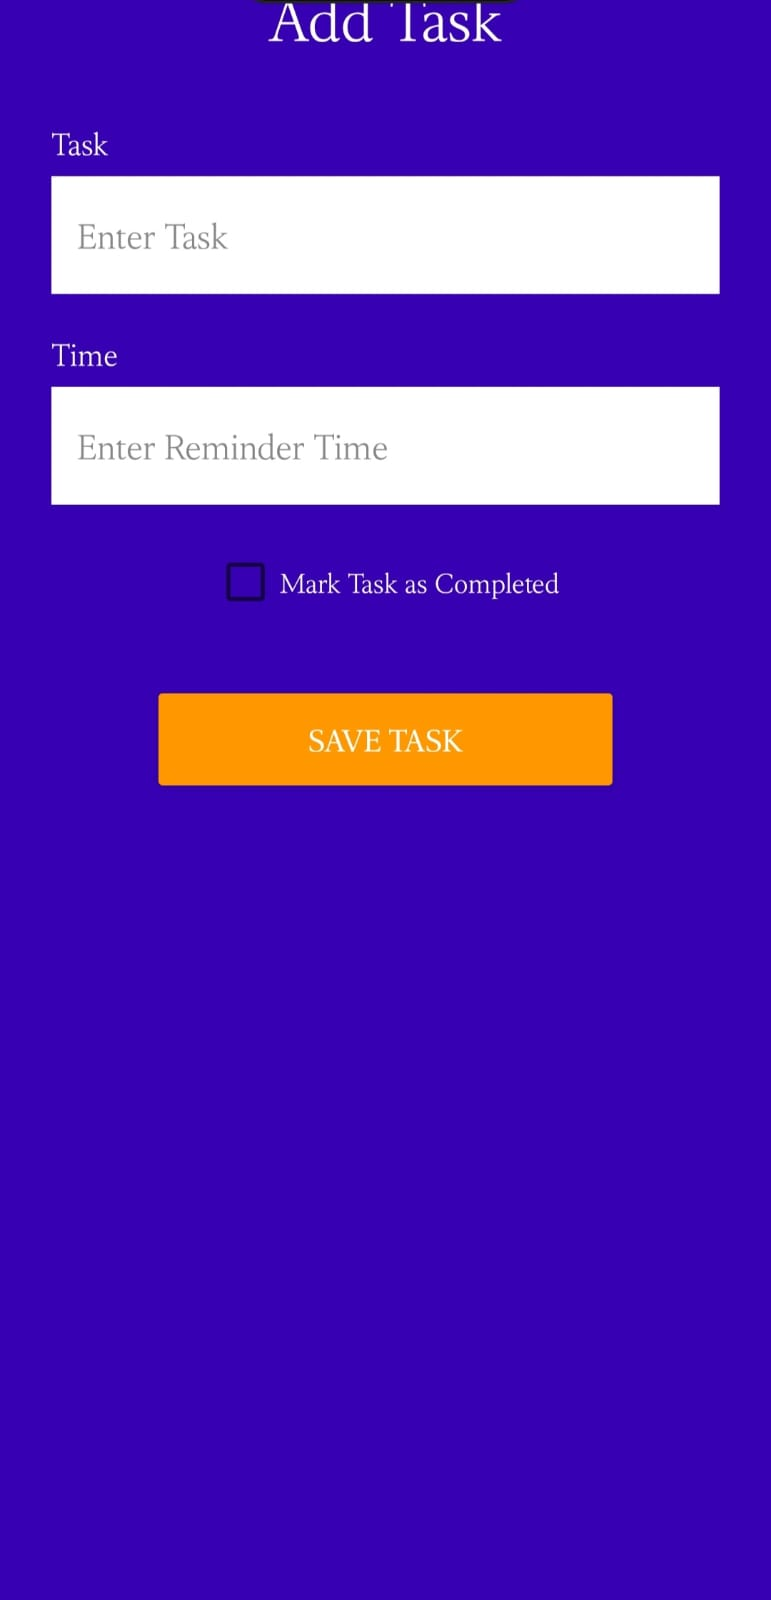 Add Task
Task
Enter Task
Time
Enter Reminder Time
Mark Task as Completed
SAVE TASK